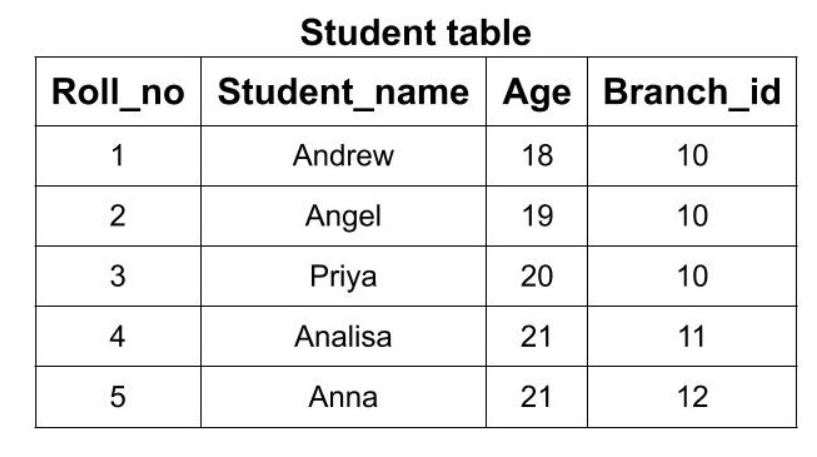 Student table
Roll_no Student_name Age Branch_id
1 Andrew 18 10
2 Angel 19 10
3 Priya 20 10
4 Analisa 21 11
5 Anna 21 12